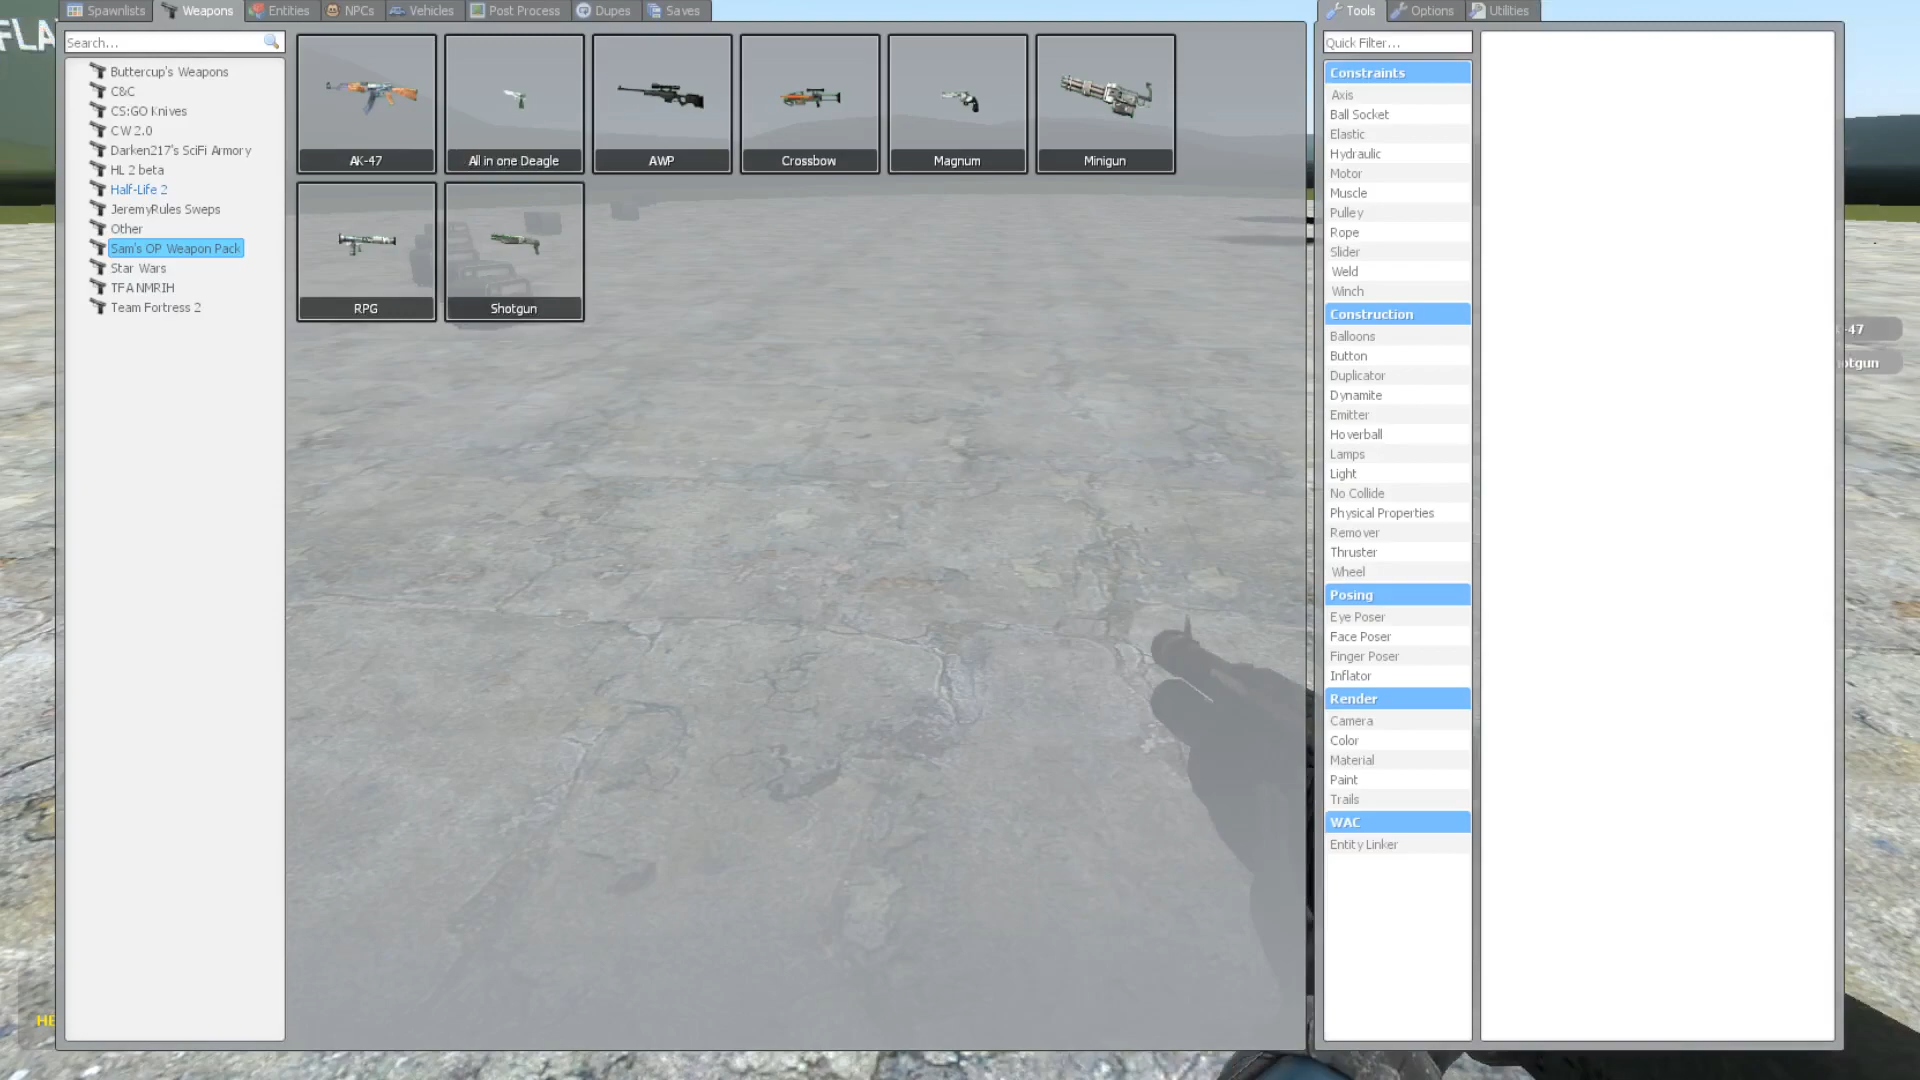 FLA
Spawnlists
Weapons
Entities
NPCs
Vehicles
Post Process
Dupes
Saves
Search...
Buttercup's Weapons
C&C
CS:GO Knives
CW 2.0
Darken217's SciFi Armory
HL 2 beta
Half-Life 2
JeremyRules Sweps
Other
Sam's OP Weapon Pack
Star Wars
TFA NMRIH
Team Fortress 2
AK-47
All in one Deagle
AWP
Crossbow
Magnum
Minigun
RPG
Shotgun
HE
Tools
Options
Utilities
Quick Filter...
Constraints
Axis
Ball Socket
Elastic
Hydraulic
Motor
Muscle
Pulley
Rope
Slider
Weld
Winch
Construction
Balloons
Button
Duplicator
Dynamite
Emitter
Hoverball
Lamps
Light
No Collide
Physical Properties
Remover
Thruster
Wheel
Posing
Eye Poser
Face Poser
Finger Poser
Inflator
Render
Camera
Color
Material
Paint
Trails
WAC
Entity Linker
-47
otgun